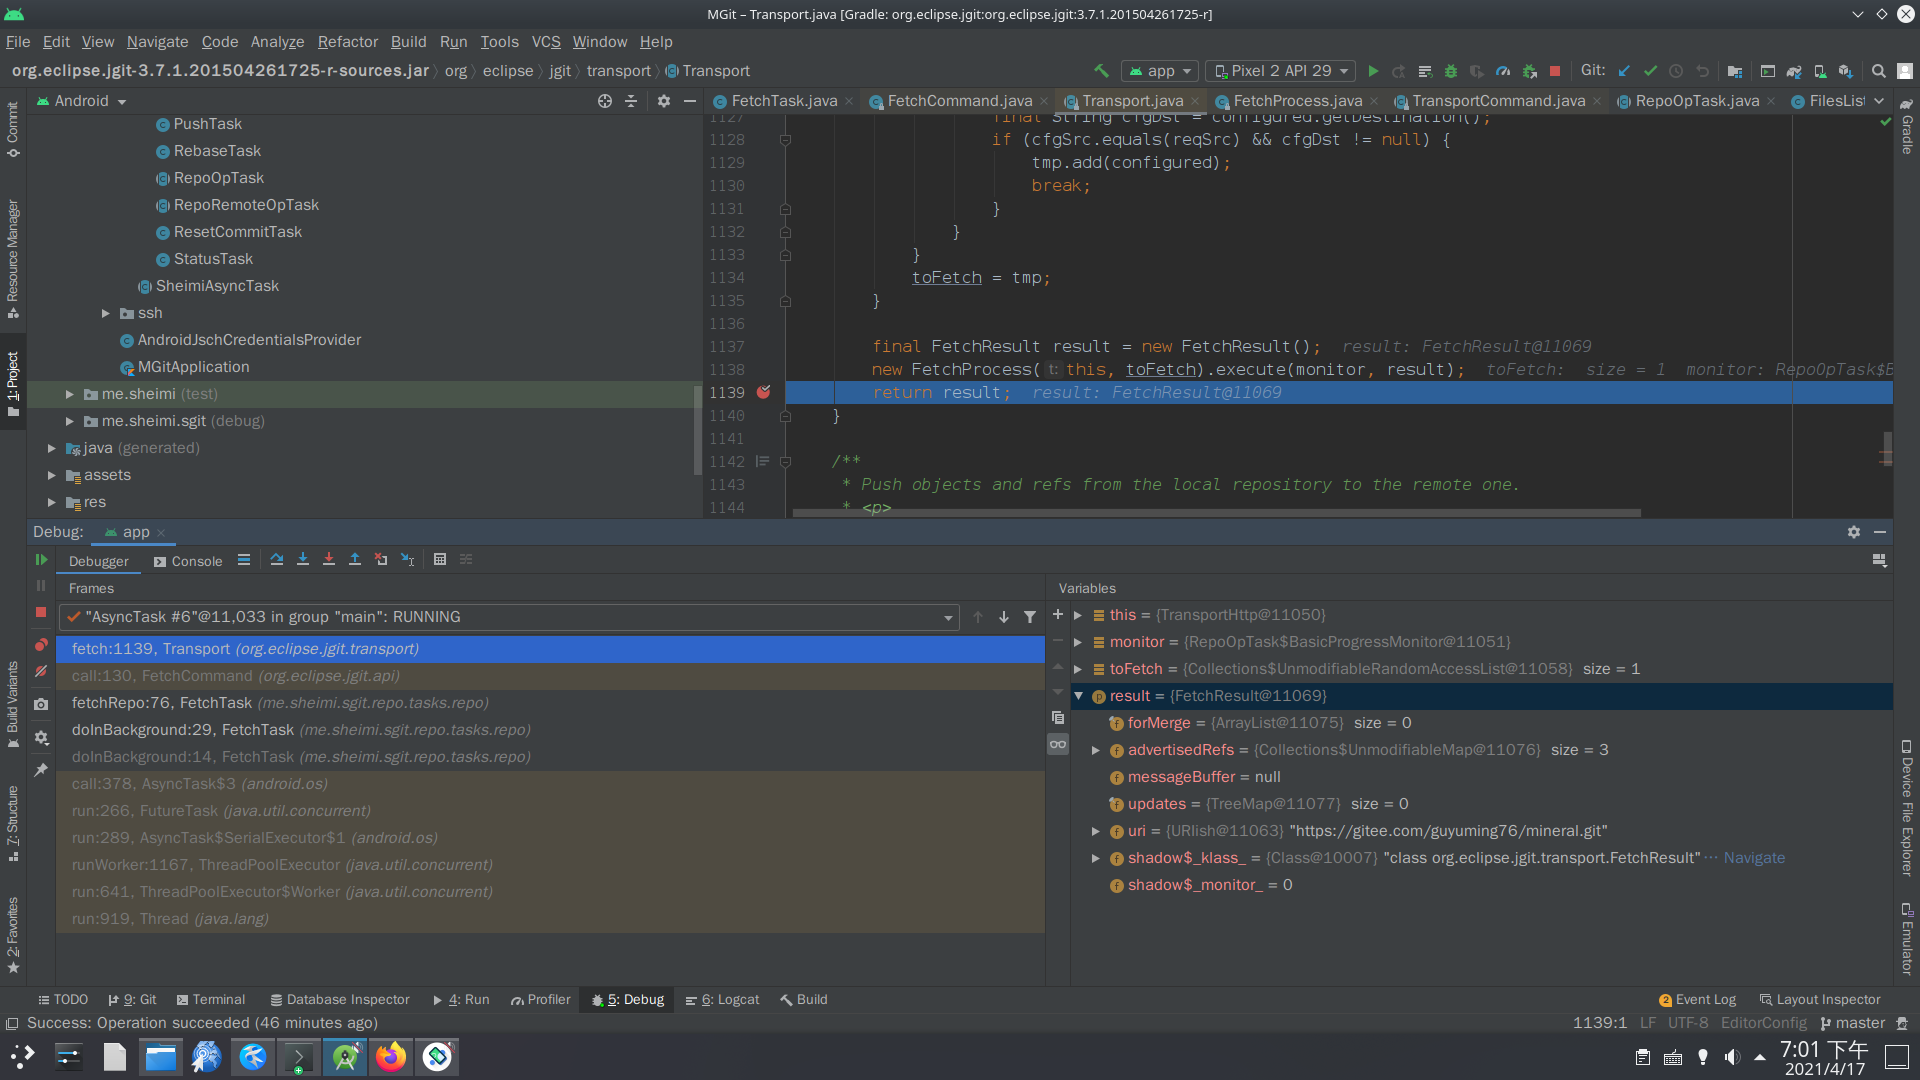 MGit – Transport.java [Gradle: org.eclipse.jgit:org.eclipse.jgit:3.7.1.201504261725-r]
File Edit View Navigate Code Analyze Refactor Build Run Tools VCS Window Help
org.eclipse.jgit-3.7.1.201504261725-r-sources.jar org eclipse jgit transport Transport
app Pixel 2 API 29 Git:
Android
FetchTask.java FetchCommand.java Transport.java FetchProcess.java TransportCommand.java RepoOpTask.java FilesList
Commit
Resource Manager
1: Project
Build Variants
7: Structure
2: Favorites
PushTask
RebaseTask
RepoOpTask
RepoRemoteOpTask
ResetCommitTask
StatusTask
SheimiAsyncTask
ssh
AndroidJschCredentialsProvider
MGitApplication
me.sheimi (test)
me.sheimi.sgit (debug)
java (generated)
assets
res
1127 final String cfgDst = configured.getDestination();
1128 if (cfgSrc.equals(reqSrc) && cfgDst != null) {
1129 tmp.add(configured);
1130 break;
1131 }
1132 }
1133 }
1134 toFetch = tmp;
1135 }
1136
1137 final FetchResult result = new FetchResult(); result: FetchResult@11069
1138 new FetchProcess( t: this, toFetch).execute(monitor, result); toFetch: size = 1 monitor: RepoOpTask$B
1139 return result; result: FetchResult@11069
1140 }
1141
1142 /**
1143 * Push objects and refs from the local repository to the remote one.
1144 * <p>
Gradle
Device File Explorer
Emulator
Debug: app
Debugger Console
Frames
"AsyncTask #6"@11,033 in group "main": RUNNING
fetch:1139, Transport (org.eclipse.jgit.transport)
call:130, FetchCommand (org.eclipse.jgit.api)
fetchRepo:76, FetchTask (me.sheimi.sgit.repo.tasks.repo)
doInBackground:29, FetchTask (me.sheimi.sgit.repo.tasks.repo)
doInBackground:14, FetchTask (me.sheimi.sgit.repo.tasks.repo)
call:378, AsyncTask$3 (android.os)
run:266, FutureTask (java.util.concurrent)
run:289, AsyncTask$SerialExecutor$1 (android.os)
runWorker:1167, ThreadPoolExecutor (java.util.concurrent)
run:641, ThreadPoolExecutor$Worker (java.util.concurrent)
run:919, Thread (java.lang)
Variables
this = {TransportHttp@11050}
monitor = {RepoOpTask$BasicProgressMonitor@11051}
toFetch = {Collections$UnmodifiableRandomAccessList@11058} size = 1
result = {FetchResult@11069}
forMerge = {ArrayList@11075} size = 0
advertisedRefs = {Collections$UnmodifiableMap@11076} size = 3
messageBuffer = null
updates = {TreeMap@11077} size = 0
uri = {URIish@11063} "https://gitee.com/guyuming76/mineral.git"
shadow$_klass_ = {Class@10007} "class org.eclipse.jgit.transport.FetchResult" ... Navigate
shadow$_monitor_ = 0
TODO 9: Git Terminal Database Inspector 4: Run Profiler 5: Debug 6: Logcat Build 2 Event Log Layout Inspector
Success: Operation succeeded (46 minutes ago) 1139:1 LF UTF-8 EditorConfig master
7:01 下午
2021/4/17